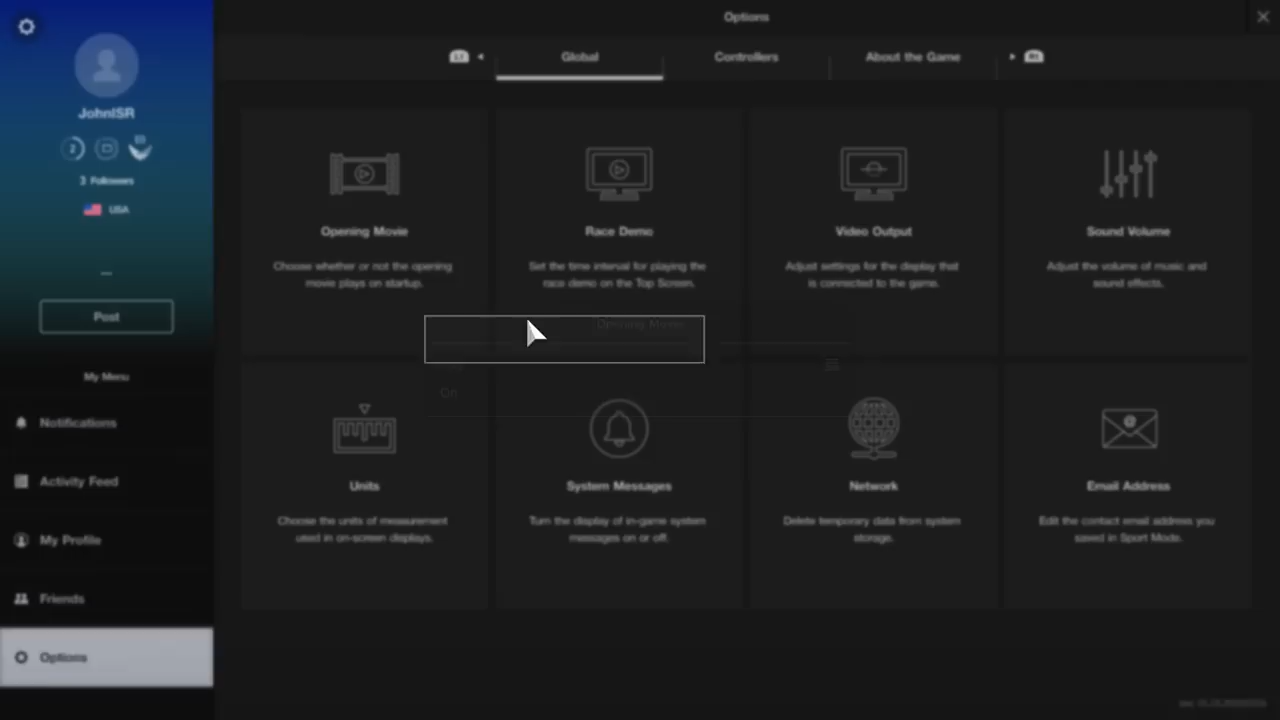 Options
Global
Controllers
About the Game
JohnISR
3 Followers
USA
Post
My Menu
Notifications
Activity Feed
My Profile
Friends
Options
Opening Movie
Choose whether or not the opening
movie plays on startup.
Race Demo
Set the time interval for playing the
race demo on the Top Screen.
Video Output
Adjust settings for the display that
is connected to the game.
Sound Volume
Adjust the volume of music and
sound effects.
Opening Movie
On
Units
Choose the units of measurement
used in on-screen displays.
System Messages
Turn the display of in-game system
messages on or off.
Network
Delete temporary data from system
storage.
Email Address
Edit the contact email address you
saved in Sport Mode.